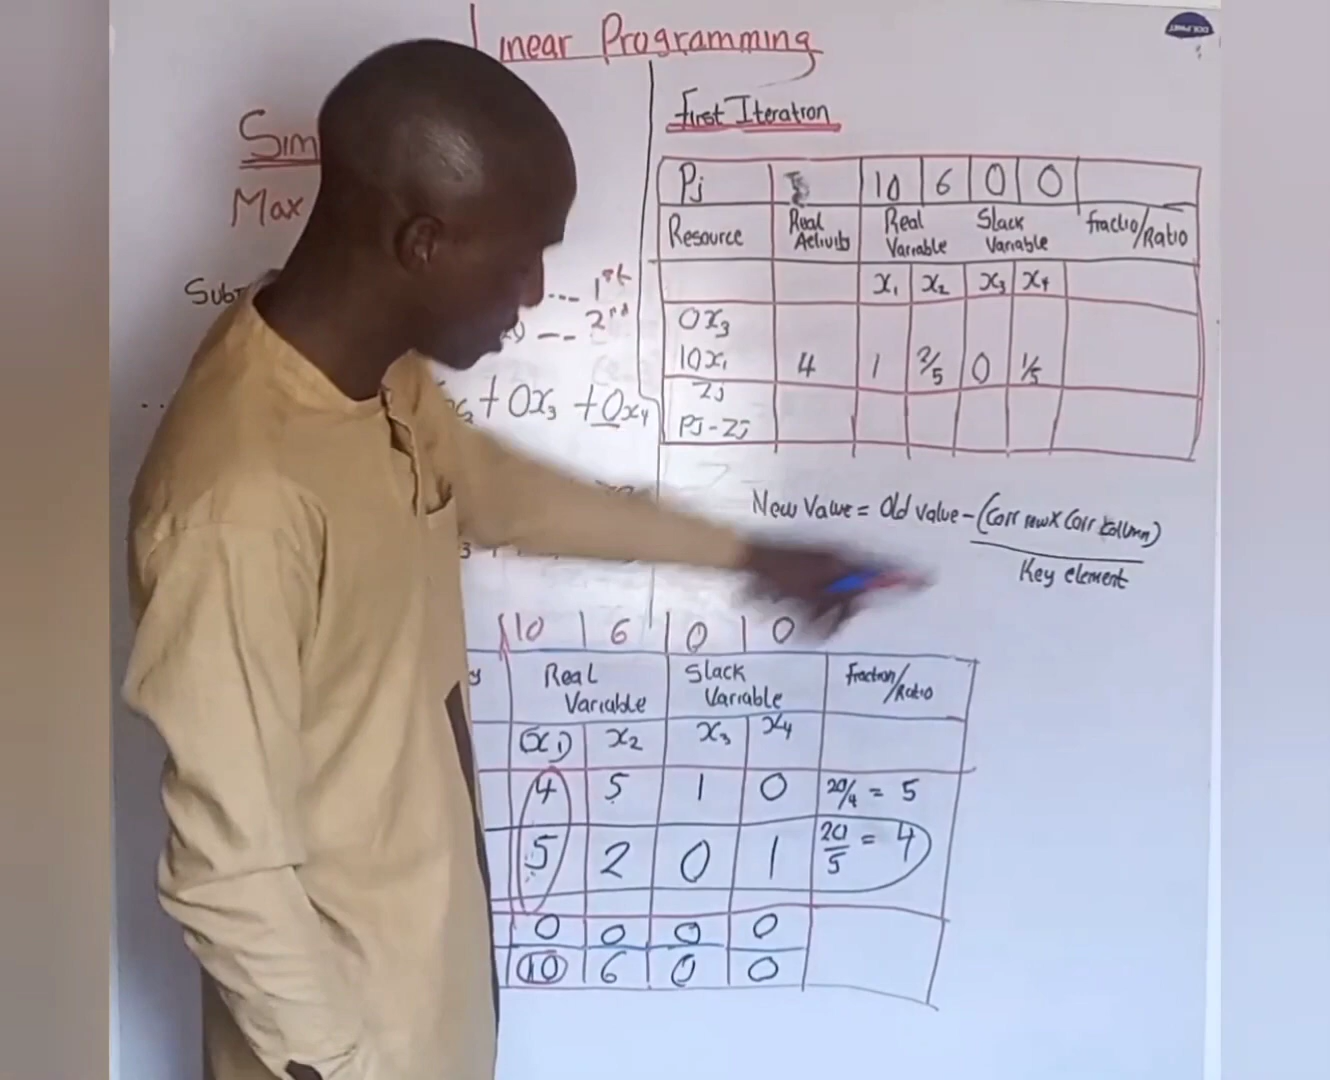 Linear Programming
Sim
Max
Subt
--- 1st
20 --- 2nd
+ 0x₃ + 0x₄
First Iteration
Pj 10 6 0 0
Resource Real Activity Real Variable Slack Variable fractio/Ratio
x₁ x₂ x₃ x₄
0x₃
10x₁ 4 1 2/5 0 1/5
Zj
Pj - Zj
New Value = Old value - (Corr row x Corr column)
Key element
10 6 0 0
y Real Variable Slack Variable Fraction/Ratio
x₁ x₂ x₃ x₄
4 5 1 0 20/4 = 5
5 2 0 1 20/5 = 4
0 0 0 0
10 6 0 0